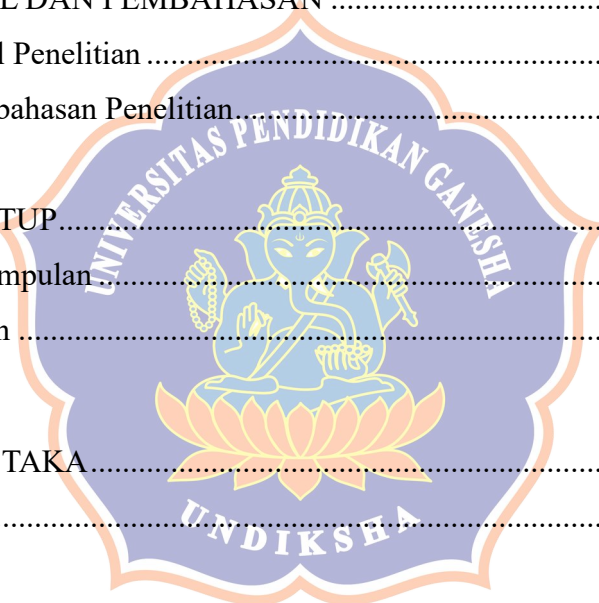 L DAN PEMBAHASAN ..............................
l Penelitian ..................................................
bahasan Penelitian........................................
UNIVERSITAS PENDIDIKAN GANESHA
TUP...........................................................
mpulan ......................................................
n ................................................................
TAKA.......................................................
..................................................................
UNDIKSHA